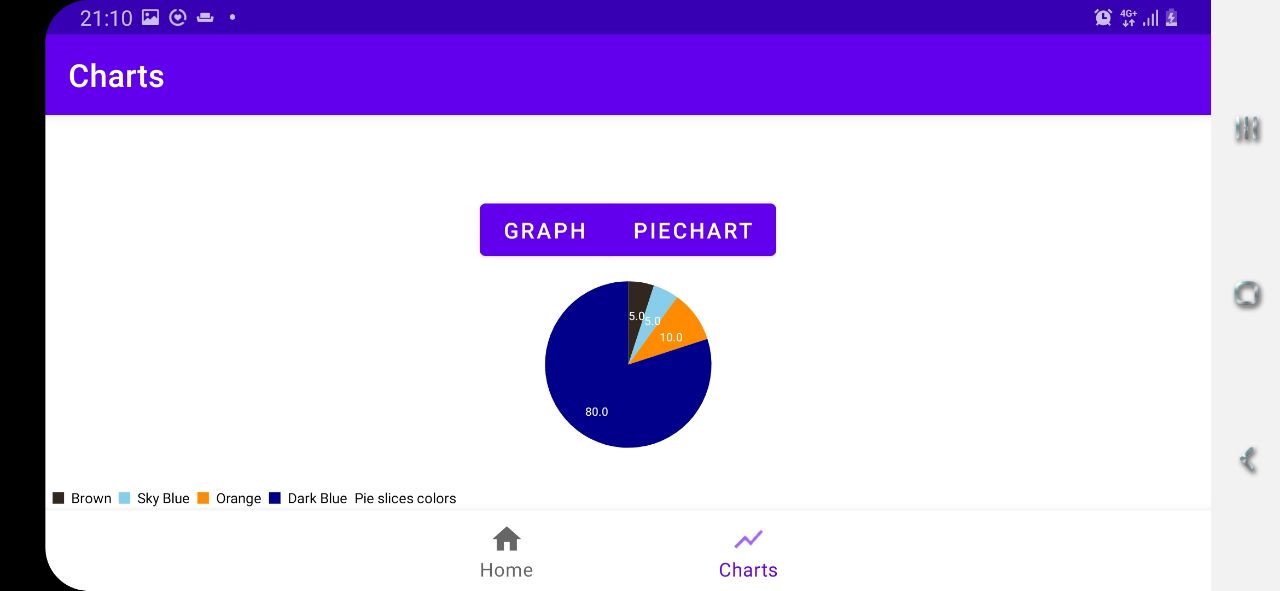 21:10 4G+
Charts
GRAPH PIECHART
5.0 5.0
10.0
80.0
Brown Sky Blue Orange Dark Blue Pie slices colors
Home Charts